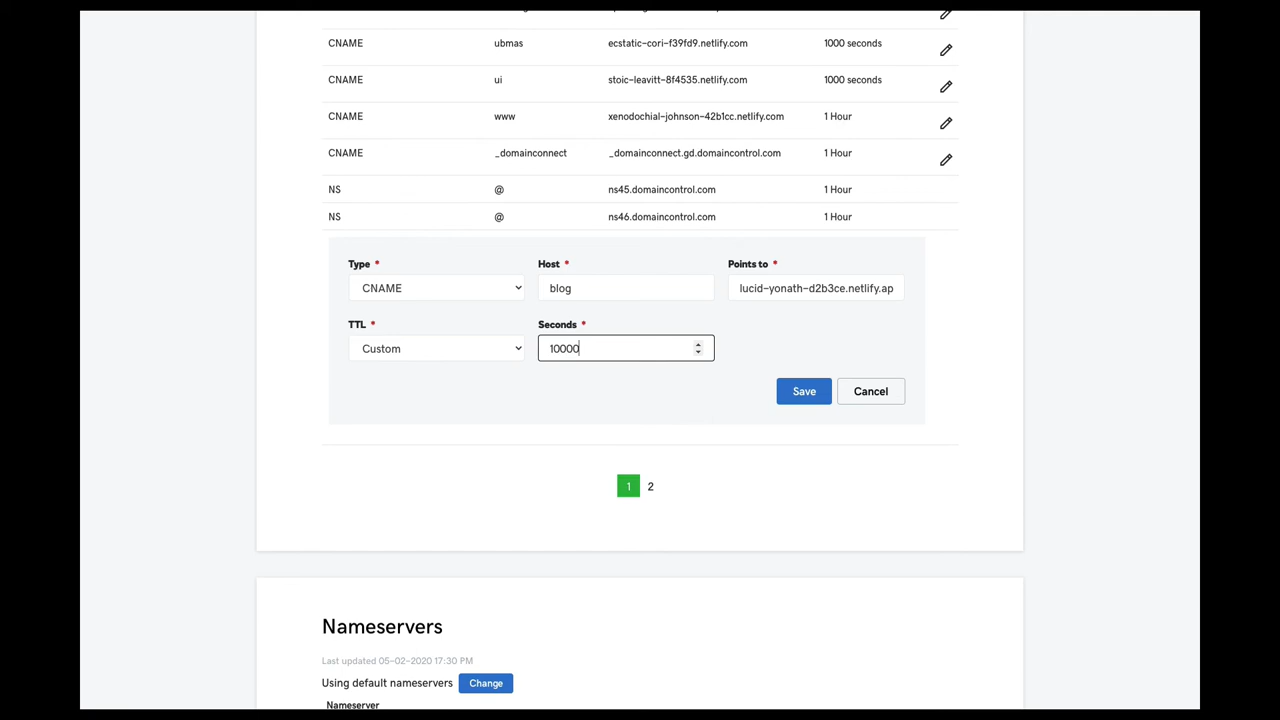 CNAME ubmas ecstatic-cori-f39fd9.netlify.com 1000 seconds
CNAME ui stoic-leavitt-8f4535.netlify.com 1000 seconds
CNAME www xenodochial-johnson-42b1cc.netlify.com 1 Hour
CNAME _domainconnect _domainconnect.gd.domaincontrol.com 1 Hour
NS @ ns45.domaincontrol.com 1 Hour
NS @ ns46.domaincontrol.com 1 Hour
Type * Host * Points to *
CNAME blog lucid-yonath-d2b3ce.netlify.ap
TTL * Seconds *
Custom 10000
Save Cancel
1 2
Nameservers
Last updated 05-02-2020 17:30 PM
Using default nameservers Change
Nameserver